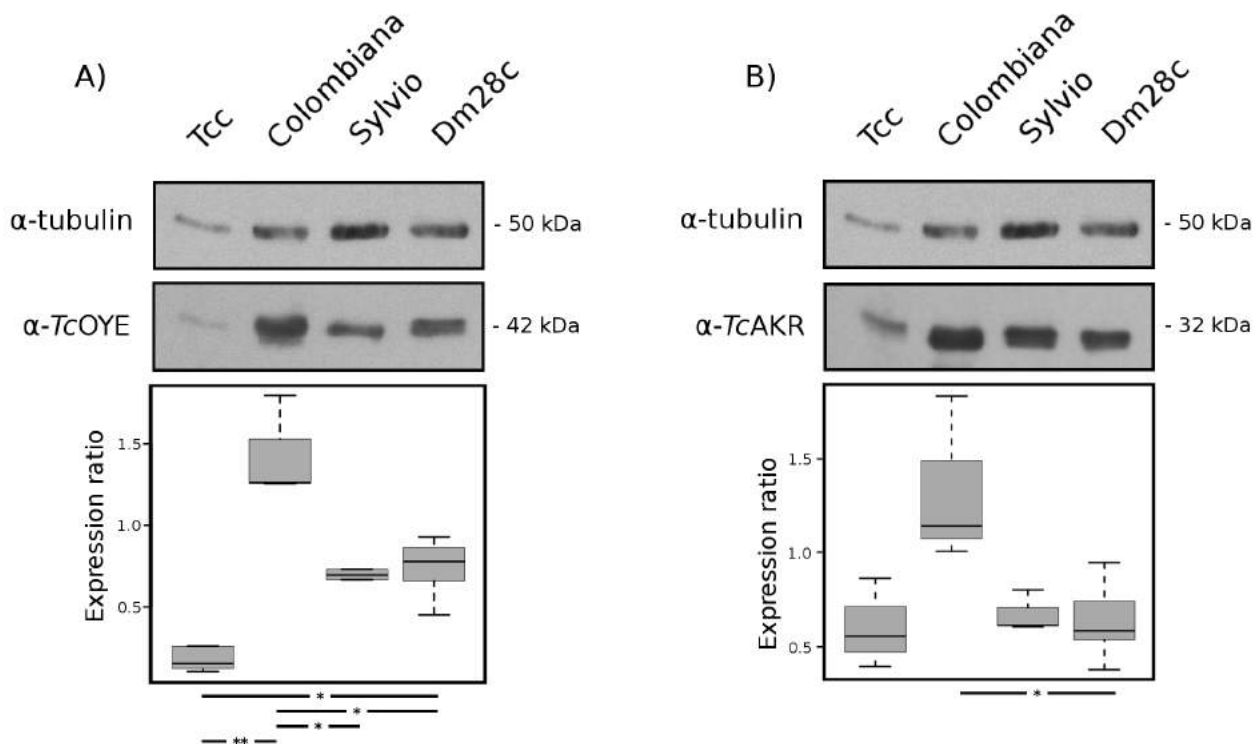 A)
Tcc Colombiana Sylvio Dm28c
α-tubulin - 50 kDa
α-TcOYE - 42 kDa
Expression ratio
1.5
1.0
0.5
*
*
*
**
B)
Tcc Colombiana Sylvio Dm28c
α-tubulin - 50 kDa
α-TcAKR - 32 kDa
Expression ratio
1.5
1.0
0.5
*